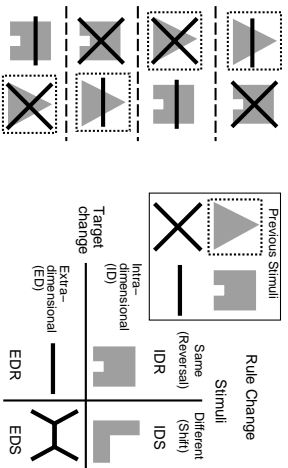 Previous Stimuli
Rule Change
Stimuli
Same
(Reversal)
Different
(Shift)
Target
change
Intra–
dimensional
(ID)
IDR
IDS
Extra–
dimensional
(ED)
EDR
EDS